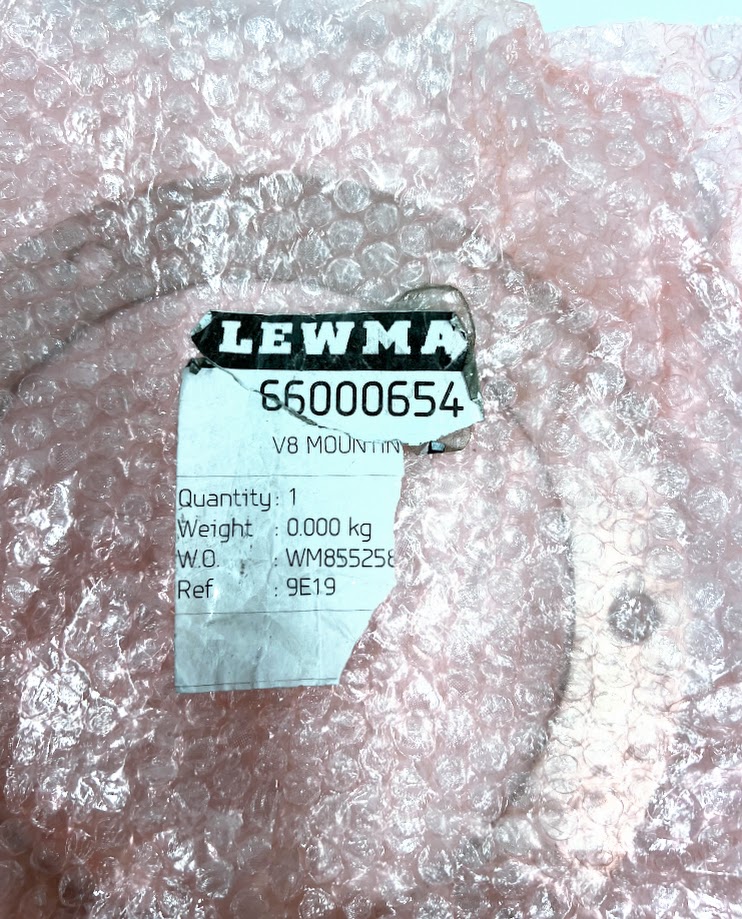 LEWMA
66000654
V8 MOUNTIN
Quantity : 1
Weight : 0.000 kg
W.O. : WM855258
Ref : 9E19